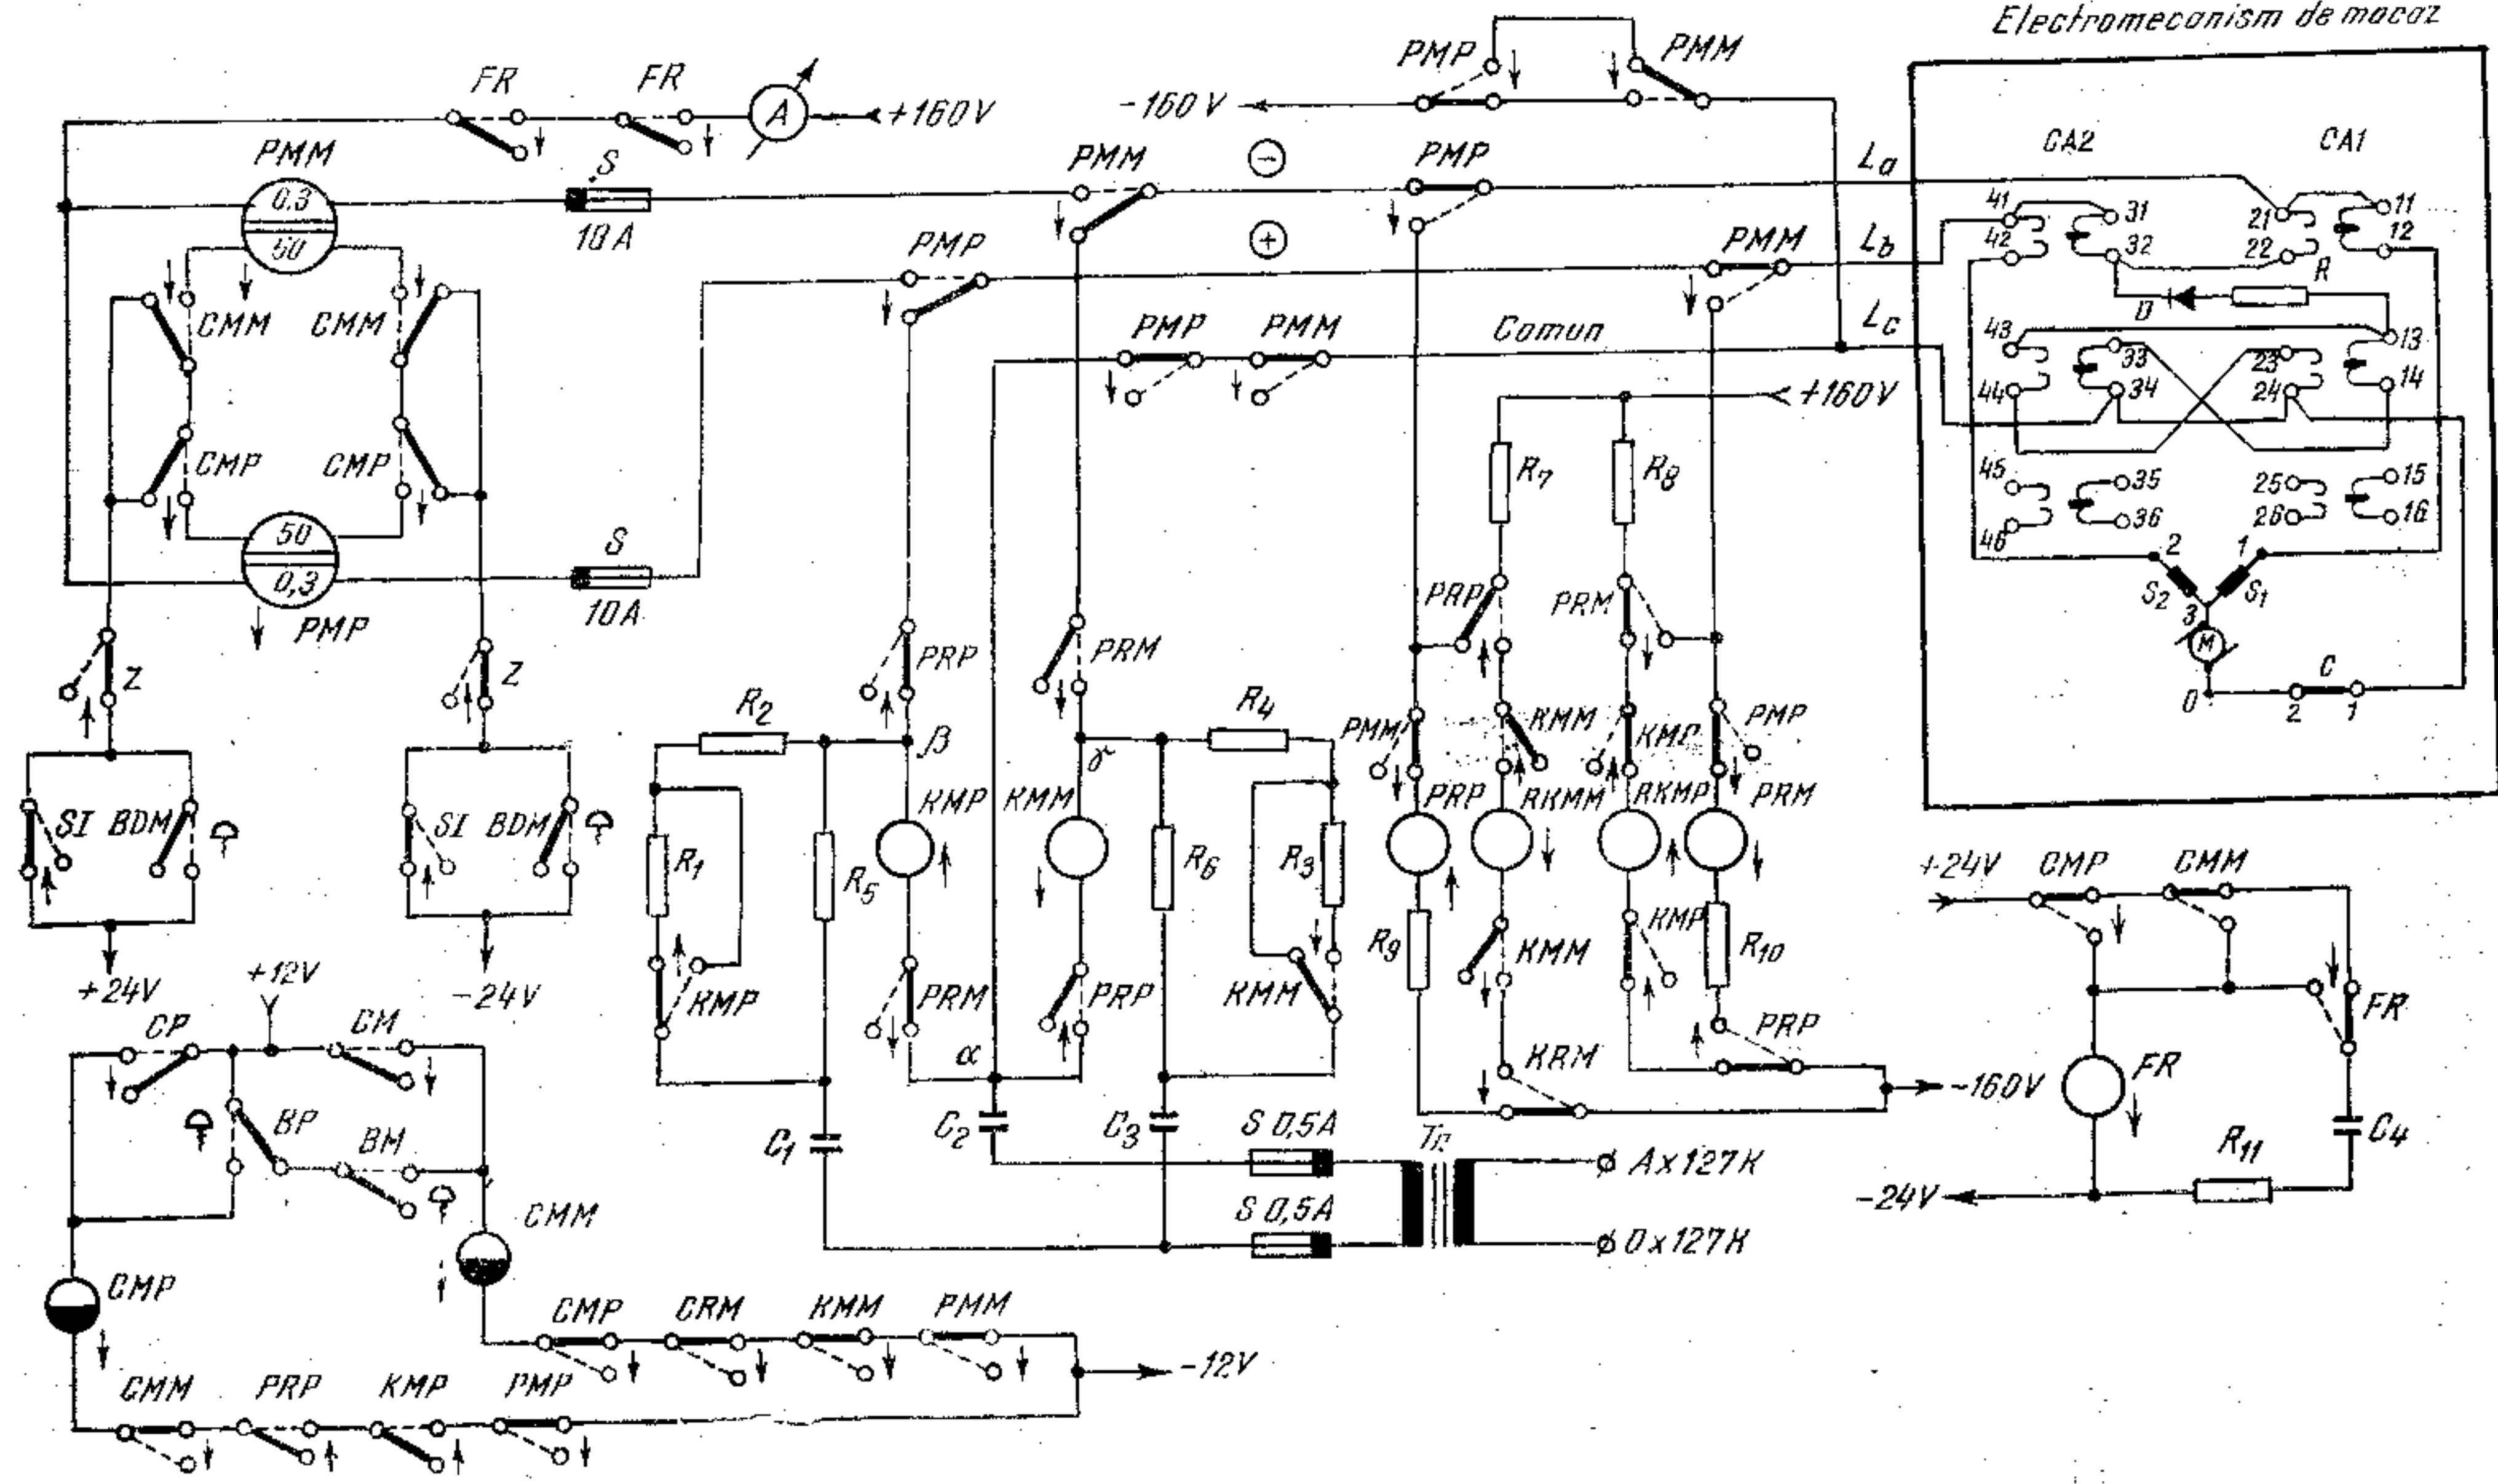 Electromecanism de macaz
FR
FR
A
+160V
-160V
PMP
PMM
PMM
0.3
50
S
10A
PMM
−
PMP
La
CA2
CA1
41
31
21
11
42
32
22
12
PMP
+
PMM
Lb
D
R
CMM
CMM
PMP
PMM
Comun
Lc
43
33
23
13
44
34
24
14
CMP
CMP
+160V
R7
R8
45
35
25
15
46
36
26
16
50
0,3
PMP
S
10A
2
1
S2
3
S1
M
C
0
2
1
Z
Z
PRP
PRM
PRP
PRM
R2
β
γ
R4
PMM
KMM
KMP
PMP
SI
BDM
SI
BDM
R1
R5
KMP
KMM
R6
R3
PRP
RKMM
RKMP
PRM
+24V
-24V
KMP
PRM
PRP
KMM
R9
KMM
KMP
R10
+24V
CMP
CMM
+12V
CP
CM
α
KRM
PRP
-160V
FR
FR
BP
BM
C1
C2
C3
S 0,5A
Ax127K
S 0,5A
0x127K
R11
C4
-24V
CMM
CMP
CMP
CRM
KMM
PMM
-12V
CMM
PRP
KMP
PMP